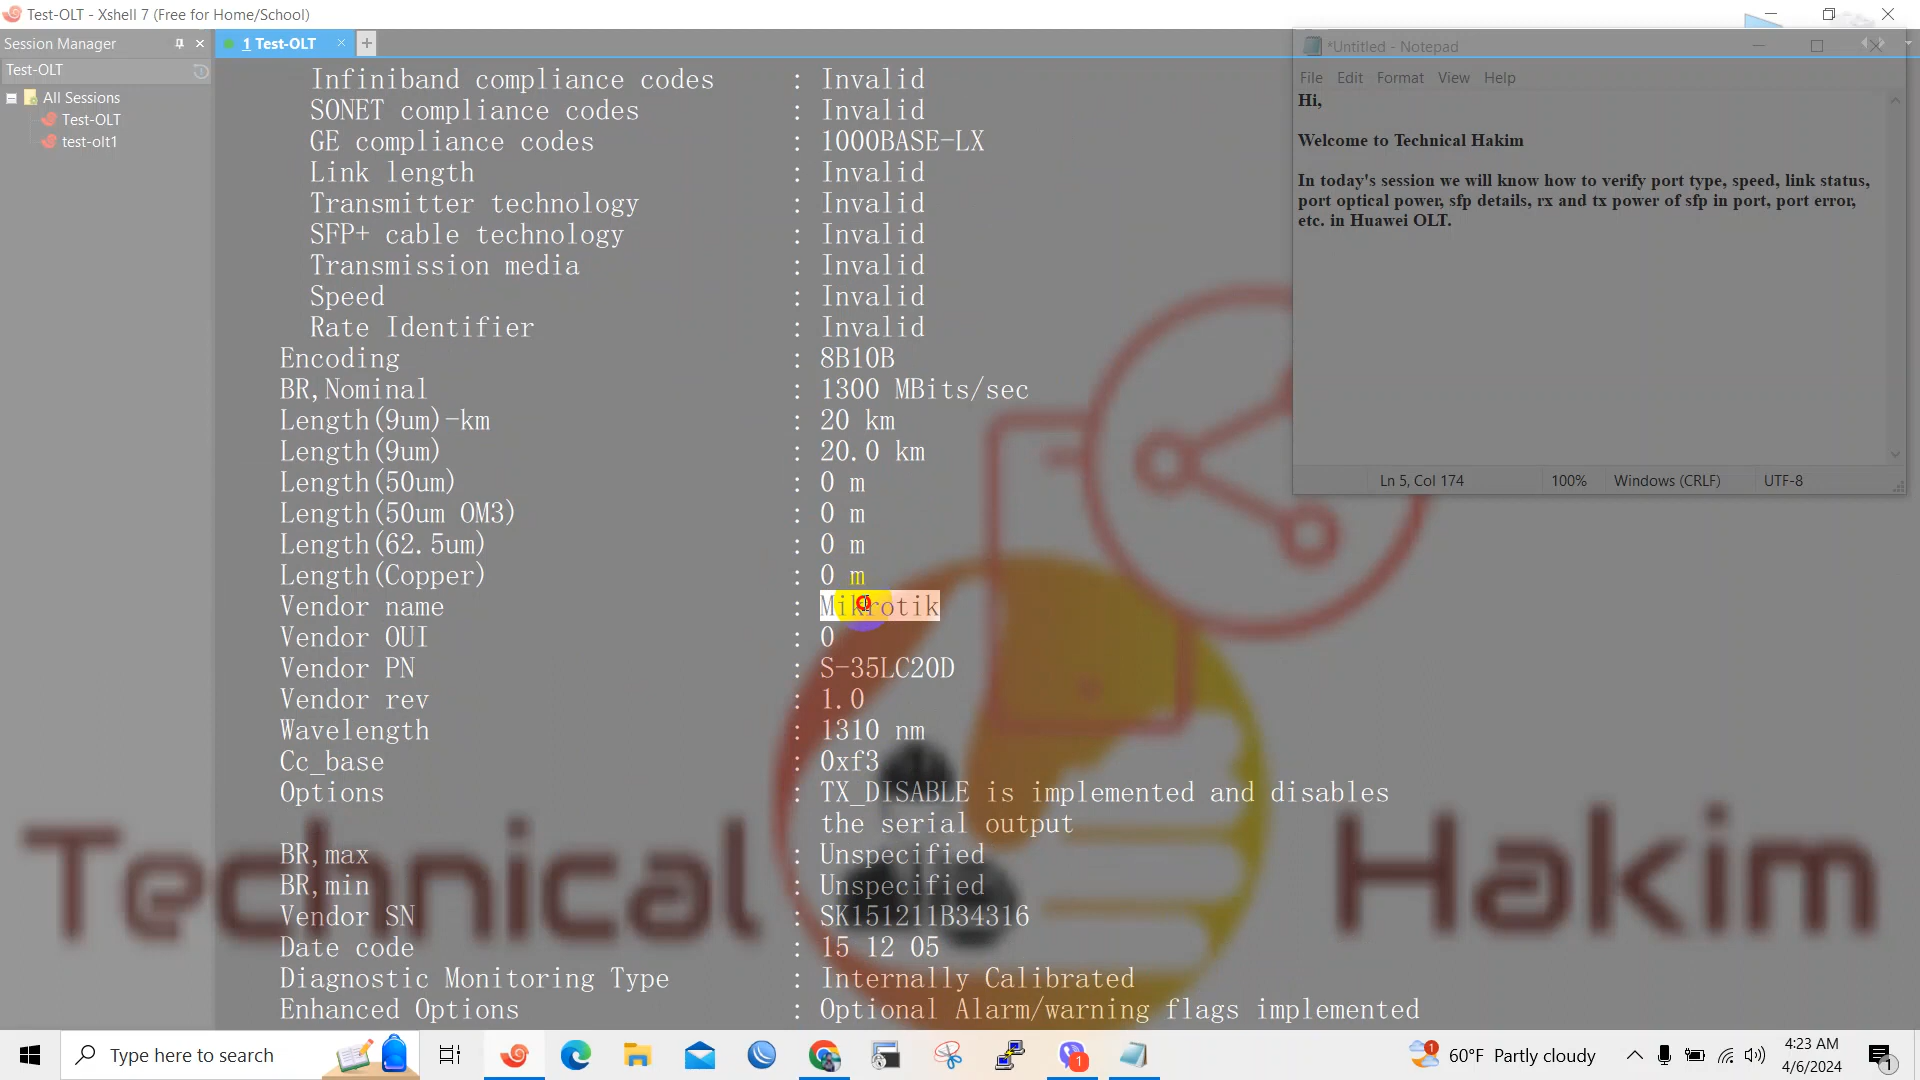 Test-OLT - Xshell 7 (Free for Home/School)
Session Manager
1 Test-OLT
Test-OLT
All Sessions
Test-OLT
test-olt1
Infiniband compliance codes : Invalid
SONET compliance codes : Invalid
GE compliance codes : 1000BASE-LX
Link length : Invalid
Transmitter technology : Invalid
SFP+ cable technology : Invalid
Transmission media : Invalid
Speed : Invalid
Rate Identifier : Invalid
Encoding : 8B10B
BR,Nominal : 1300 MBits/sec
Length(9um)-km : 20 km
Length(9um) : 20.0 km
Length(50um) : 0 m
Length(50um OM3) : 0 m
Length(62.5um) : 0 m
Length(Copper) : 0 m
Vendor name : Mikrotik
Vendor OUI : 0
Vendor PN : S-35LC20D
Vendor rev : 1.0
Wavelength : 1310 nm
Cc_base : 0xf3
Options : TX_DISABLE is implemented and disables
the serial output
BR,max : Unspecified
BR,min : Unspecified
Vendor SN : SK151211B34316
Date code : 15 12 05
Diagnostic Monitoring Type : Internally Calibrated
Enhanced Options : Optional Alarm/warning flags implemented
*Untitled - Notepad
File Edit Format View Help
Hi,
Welcome to Technical Hakim
In today's session we will know how to verify port type, speed, link status,
port optical power, sfp details, rx and tx power of sfp in port, port error,
etc. in Huawei OLT.
Ln 5, Col 174 100% Windows (CRLF) UTF-8
Technical Hakim
Type here to search
1
1
60°F Partly cloudy
4:23 AM
4/6/2024
1